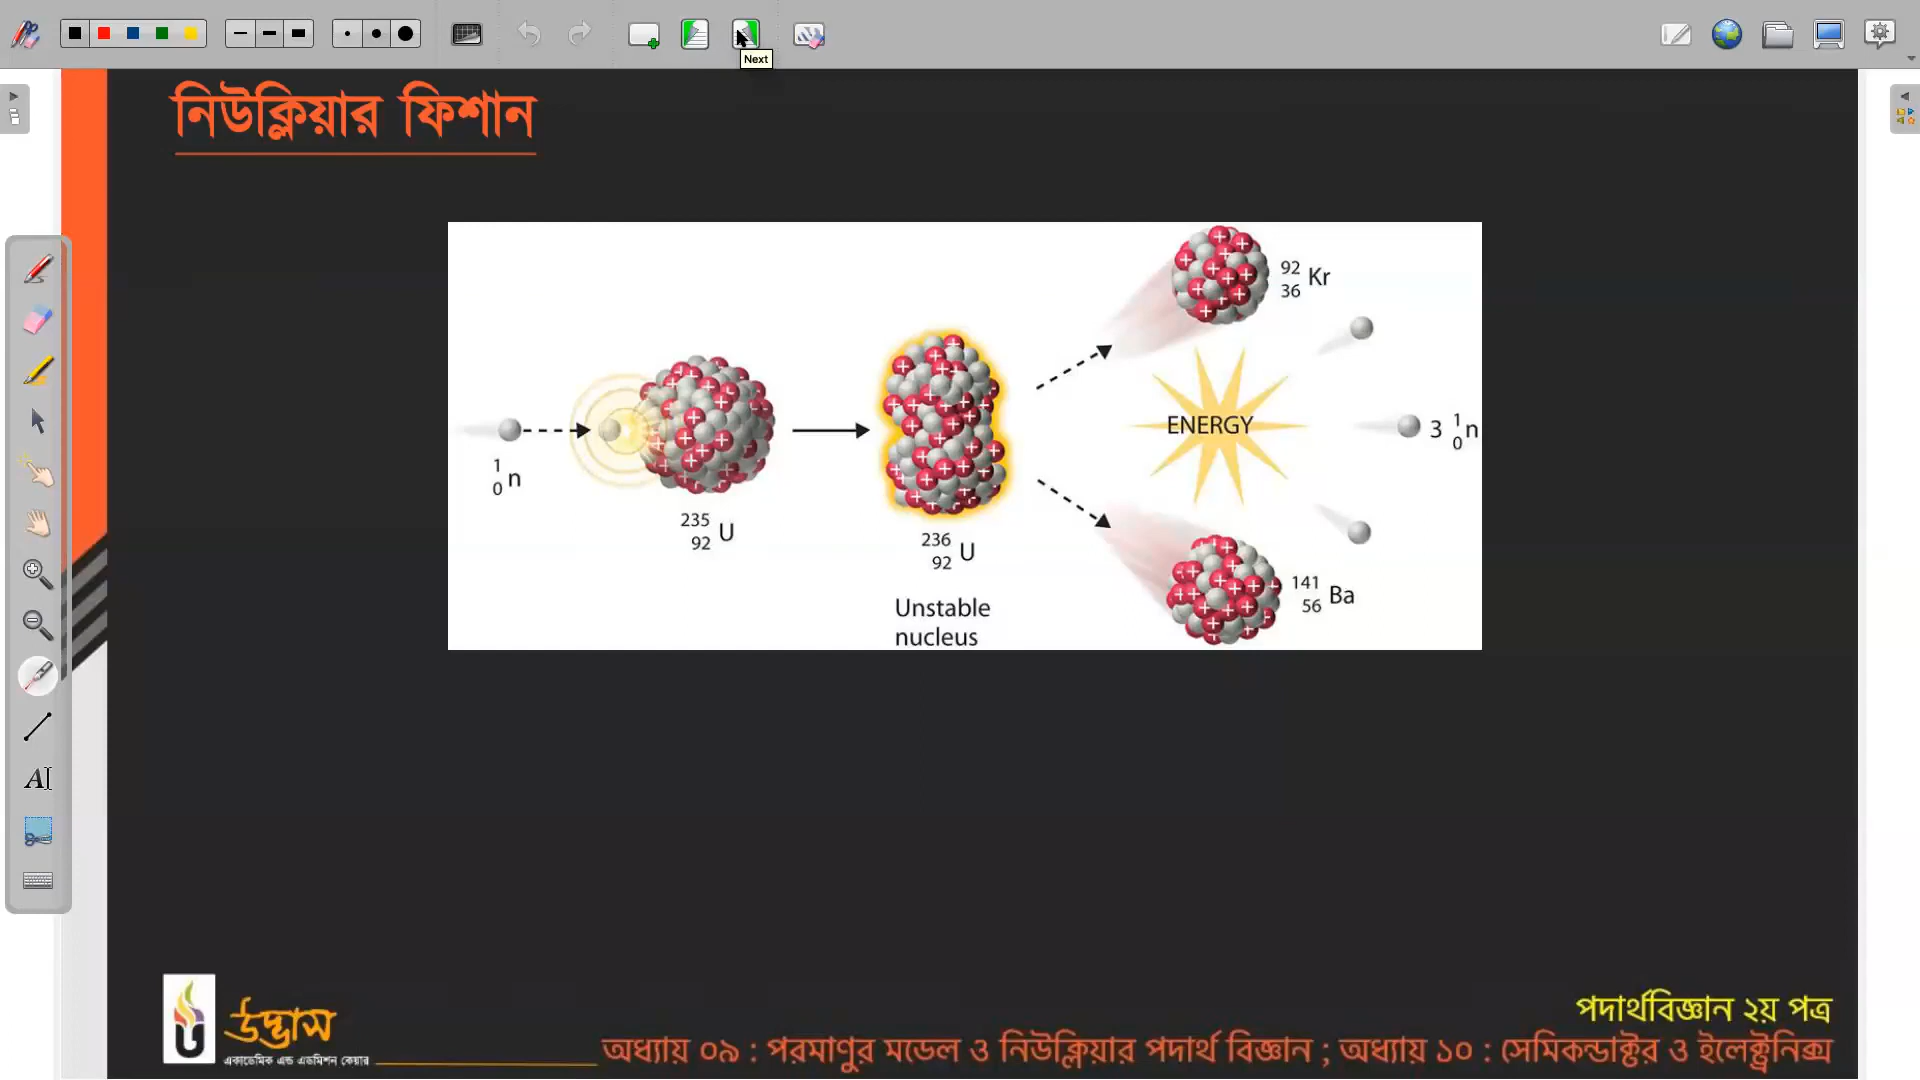 Next
নিউক্লিয়ার ফিশান
92
36 Kr
1
0 n
235
92 U
236
92 U
Unstable
nucleus
ENERGY
3 1
0 n
141
56 Ba
উদ্ভাস
একাডেমিক এন্ড এডমিশন কেয়ার
পদার্থবিজ্ঞান ২য় পত্র
অধ্যায় ০৯ : পরমাণুর মডেল ও নিউক্লিয়ার পদার্থ বিজ্ঞান ; অধ্যায় ১০ : সেমিকন্ডাক্টর ও ইলেক্ট্রনিক্স